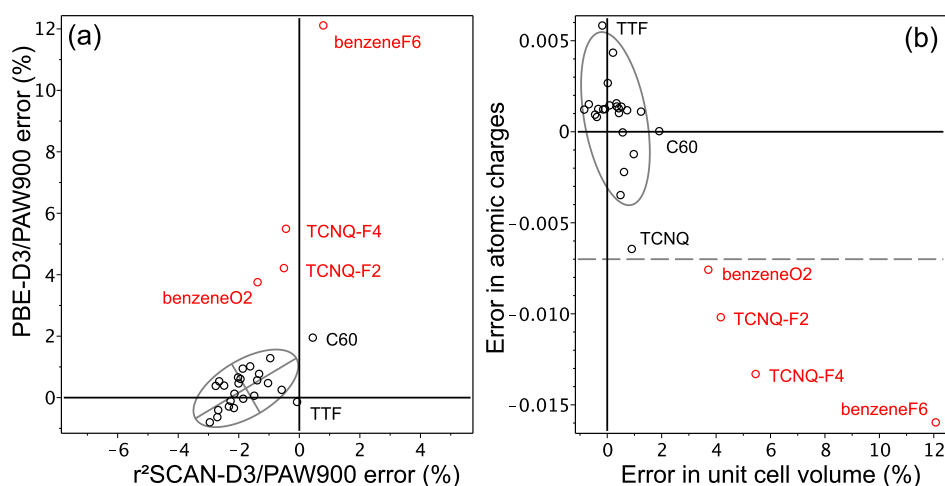 (a)
benzeneF6
TCNQ-F4
TCNQ-F2
benzeneO2
C60
TTF
12
10
8
6
4
2
0
-6
-4
-2
0
2
4
PBE-D3/PAW900 error (%)
r²SCAN-D3/PAW900 error (%)
(b)
TTF
C60
TCNQ
benzeneO2
TCNQ-F2
TCNQ-F4
benzeneF6
0.005
0
-0.005
-0.010
-0.015
0
2
4
6
8
10
12
Error in atomic charges
Error in unit cell volume (%)